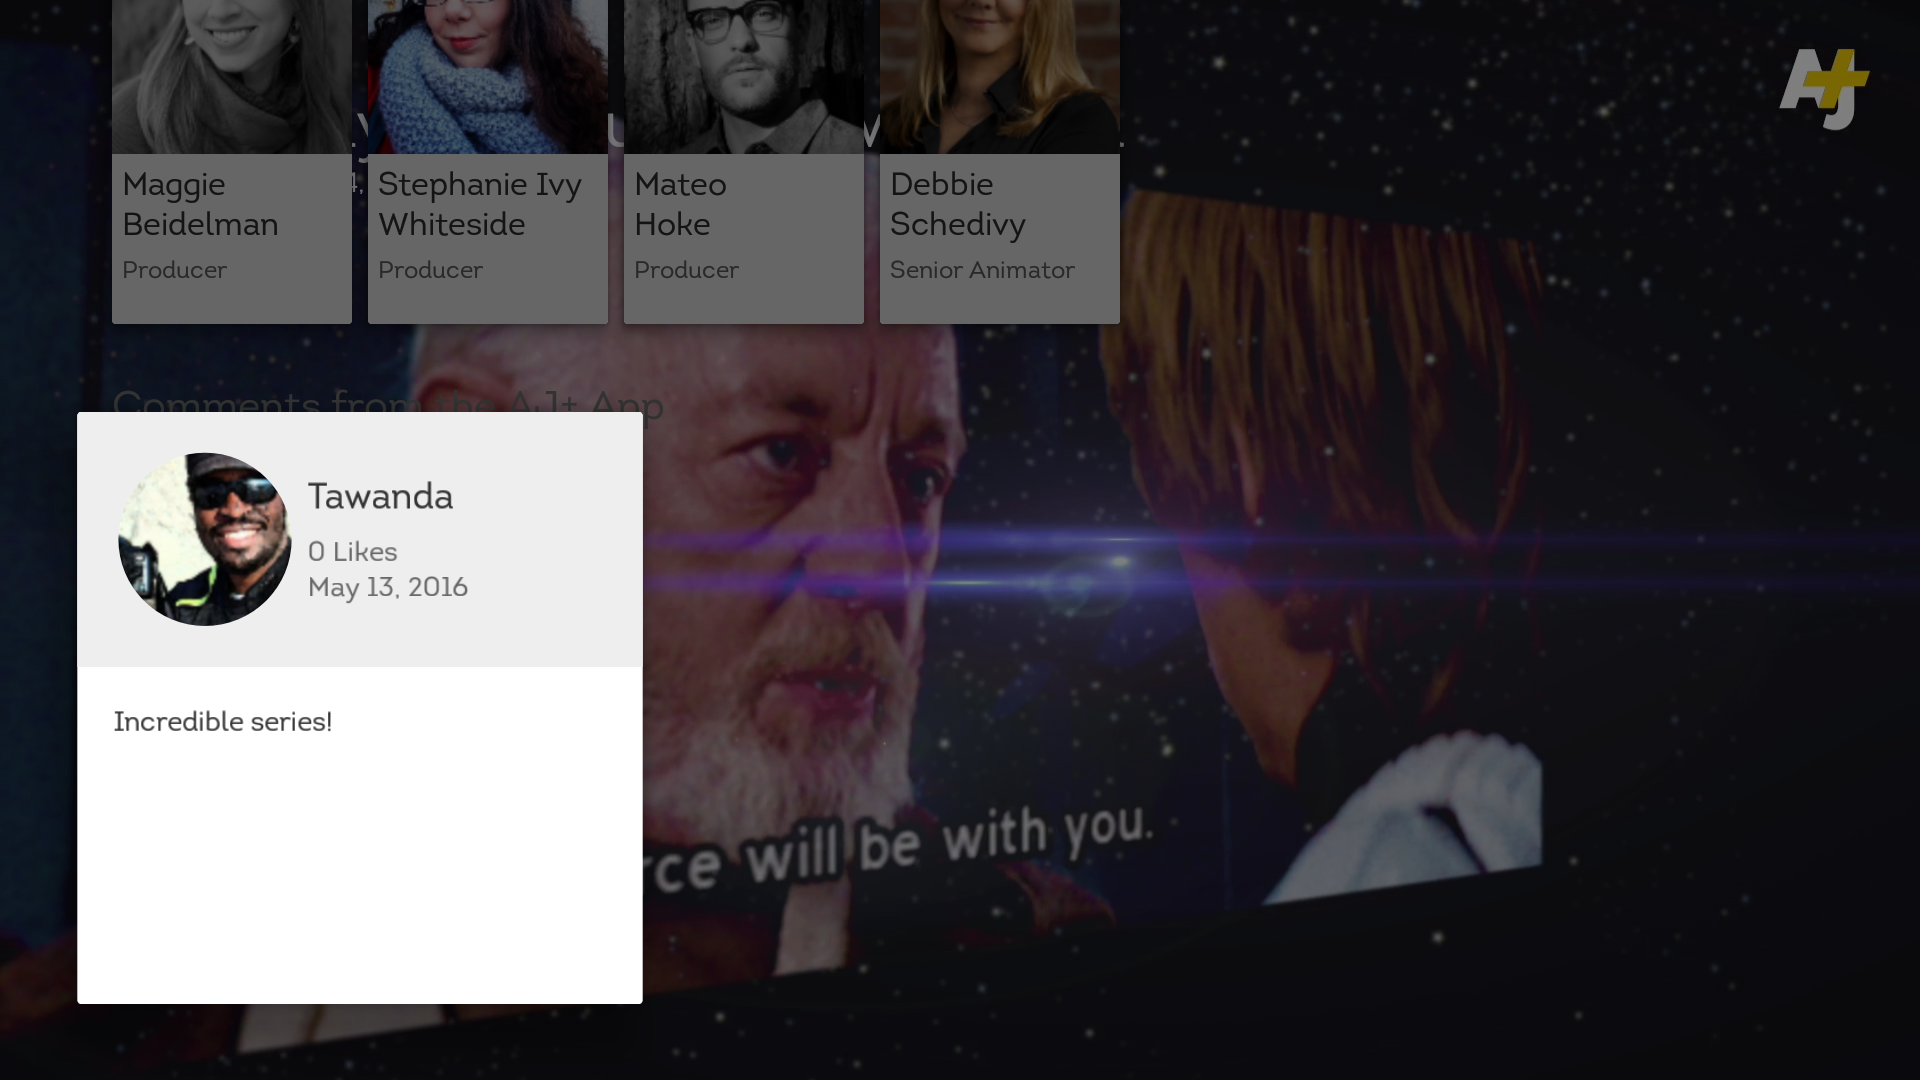 AJ+
Maggie
Beidelman
Producer
Stephanie Ivy
Whiteside
Producer
Mateo
Hoke
Producer
Debbie
Schedivy
Senior Animator
Comments from the AJ+ App
Tawanda
0 Likes
May 13, 2016
Incredible series!
will be with you.